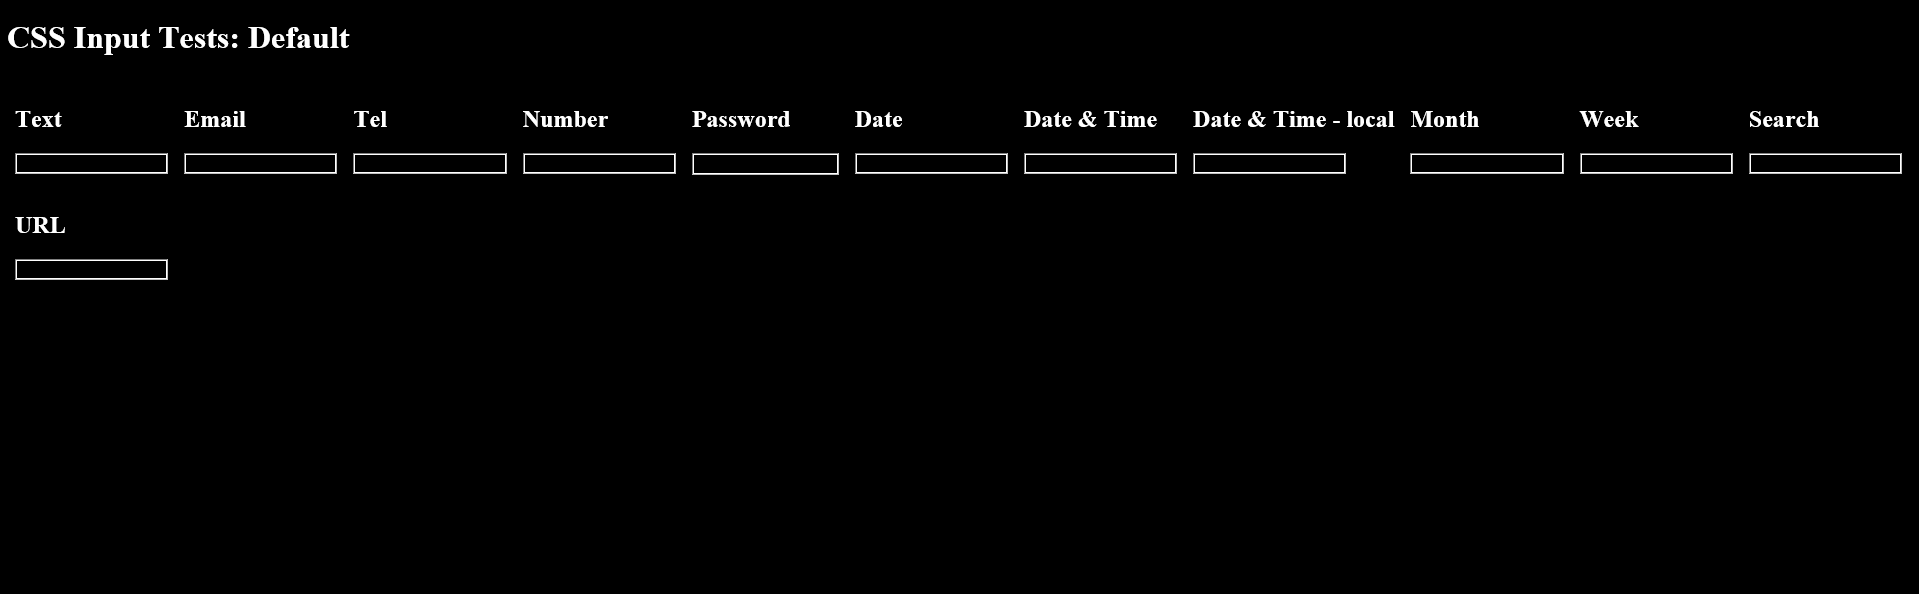 CSS Input Tests: Default
Text Email Tel Number Password Date Date & Time Date & Time - local Month Week Search
URL